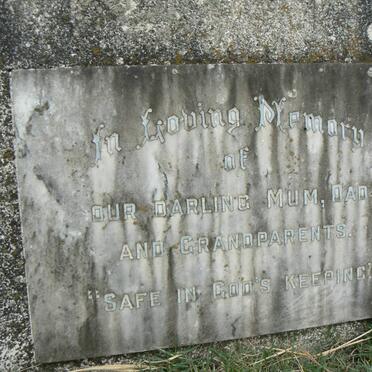 In Loving Memory
of
OUR DARLING MUM, DAD
AND GRANDPARENTS.
"SAFE IN GOD'S KEEPING"